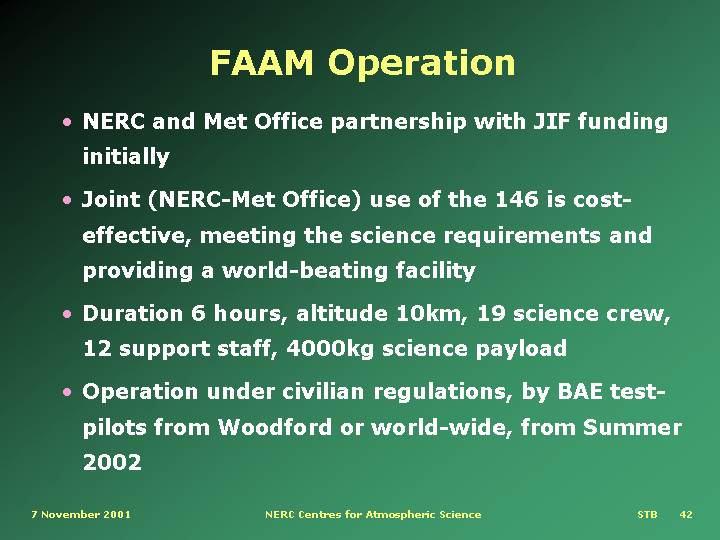 FAAM Operation
• NERC and Met Office partnership with JIF funding
initially
• Joint (NERC-Met Office) use of the 146 is cost-
effective, meeting the science requirements and
providing a world-beating facility
• Duration 6 hours, altitude 10km, 19 science crew,
12 support staff, 4000kg science payload
• Operation under civilian regulations, by BAE test-
pilots from Woodford or world-wide, from Summer
2002
7 November 2001 NERC Centres for Atmospheric Science STB 42